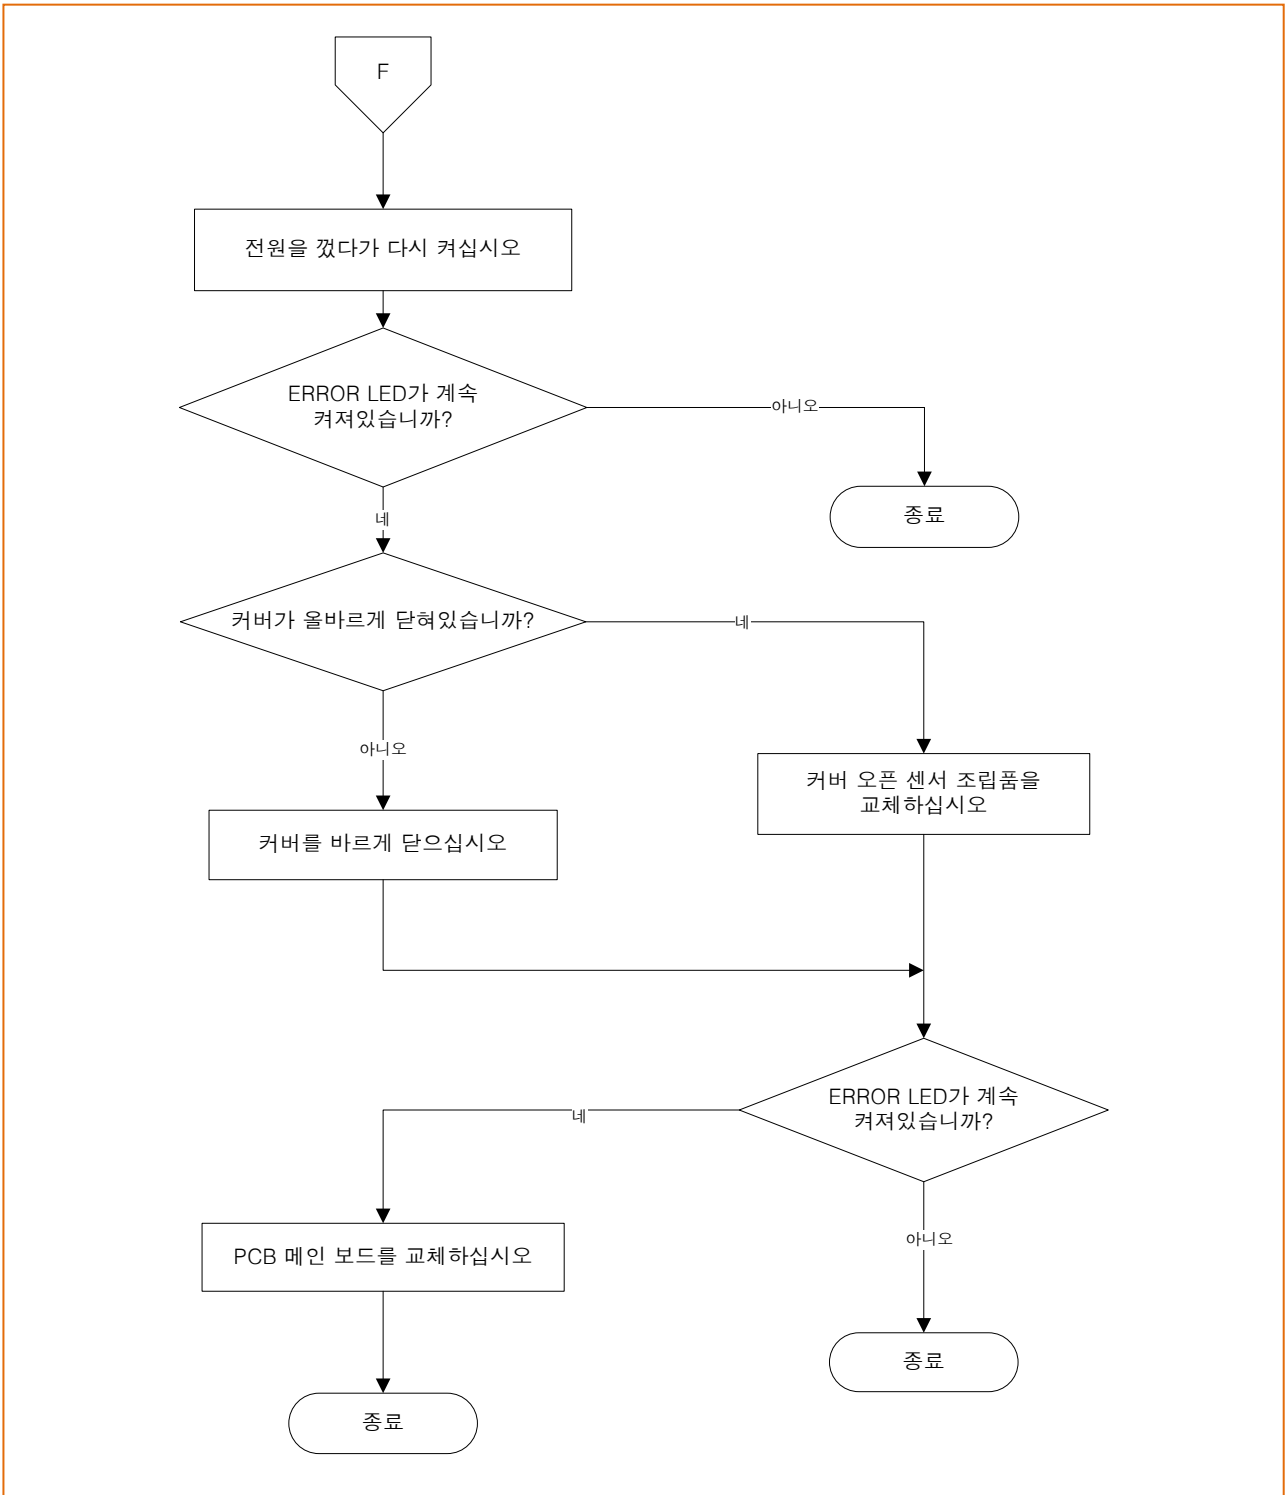 F
전원을 껐다가 다시 켜십시오
ERROR LED가 계속
켜져있습니까?
아니오
종료
네
커버가 올바르게 닫혀있습니까?
네
아니오
커버 오픈 센서 조립품을
교체하십시오
커버를 바르게 닫으십시오
ERROR LED가 계속
켜져있습니까?
네
PCB 메인 보드를 교체하십시오
아니오
종료
종료